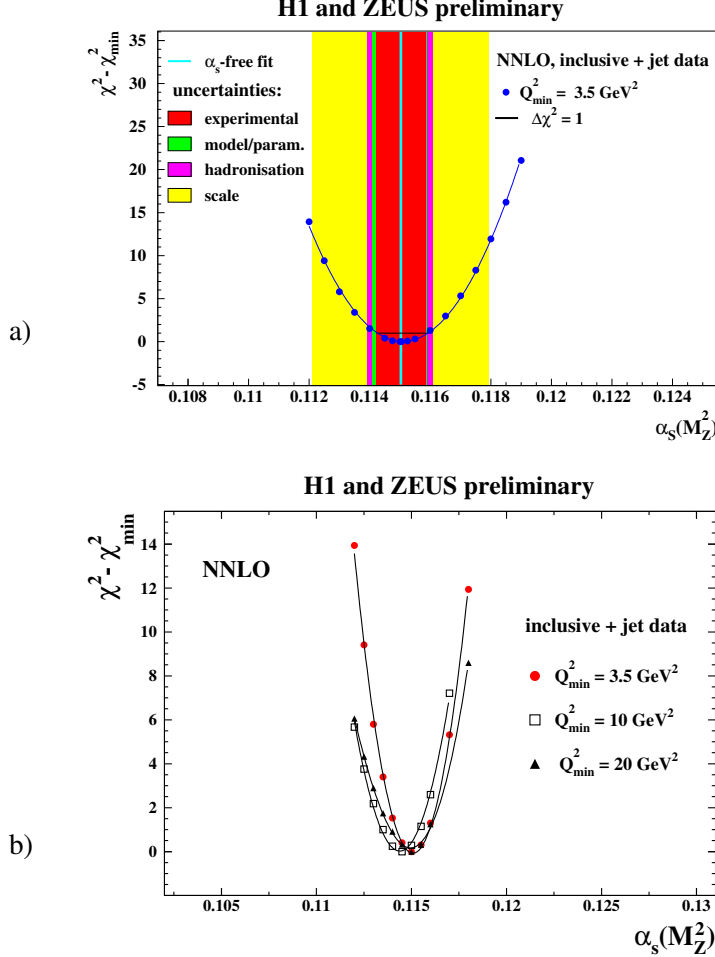 H1 and ZEUS preliminary
χ² - χ²min
35
30
25
20
15
10
5
0
-5
αs-free fit
uncertainties:
experimental
model/param.
hadronisation
scale
NNLO, inclusive + jet data
Q²min = 3.5 GeV²
Δχ² = 1
a)
0.108
0.11
0.112
0.114
0.116
0.118
0.12
0.122
0.124
αS(M²Z)
H1 and ZEUS preliminary
χ² - χ²min
14
12
10
8
6
4
2
0
NNLO
inclusive + jet data
Q²min = 3.5 GeV²
Q²min = 10 GeV²
Q²min = 20 GeV²
b)
0.105
0.11
0.115
0.12
0.125
0.13
αs(M²Z)